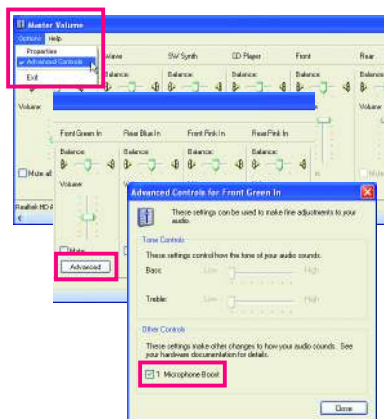 Master Volume
Options Help
Properties
Advanced Controls
Exit
Wave
SW Synth
CD Player
Front
Rear
Balance: Balance: Balance: Balance: Balance:
Volume:
Mute all
Realtek HD A
Front Green In
Rear Blue In
Front Pink In
Rear Pink In
Balance: Balance: Balance: Balance:
Volume:
Mute
Advanced
Advanced Controls for Front Green In
These settings can be used to make fine adjustments to your
audio.
Tone Controls
These settings control how the tone of your audio sounds.
Bass: Low High
Treble: Low High
Other Controls
These settings make other changes to how your audio sounds. See
your hardware documentation for details.
1 Microphone Boost
Close